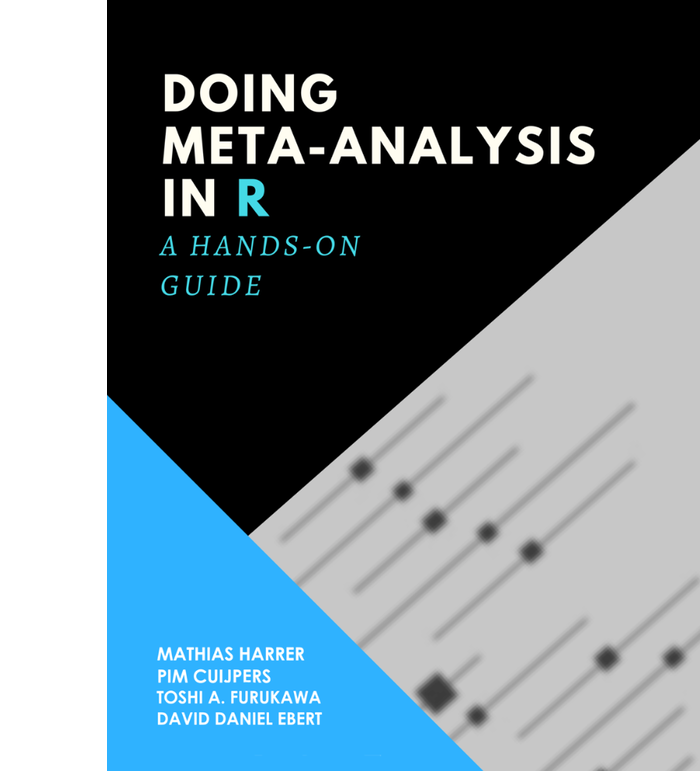 DOING
META-ANALYSIS
IN R
A HANDS-ON
GUIDE
MATHIAS HARRER
PIM CUIJPERS
TOSHI A. FURUKAWA
DAVID DANIEL EBERT